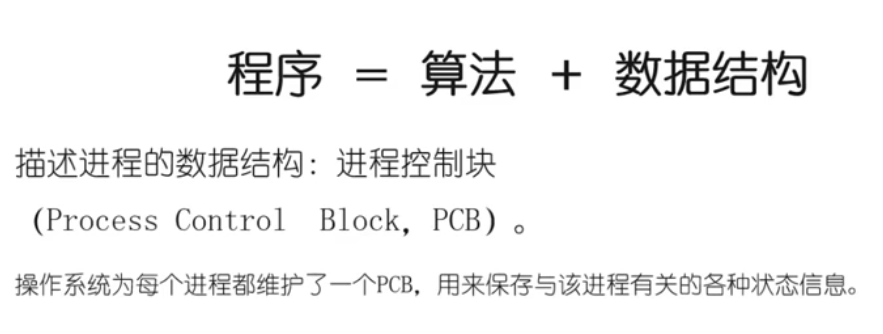 程序 = 算法 + 数据结构
描述进程的数据结构：进程控制块
（Process Control Block，PCB）。
操作系统为每个进程都维护了一个PCB，用来保存与该进程有关的各种状态信息。